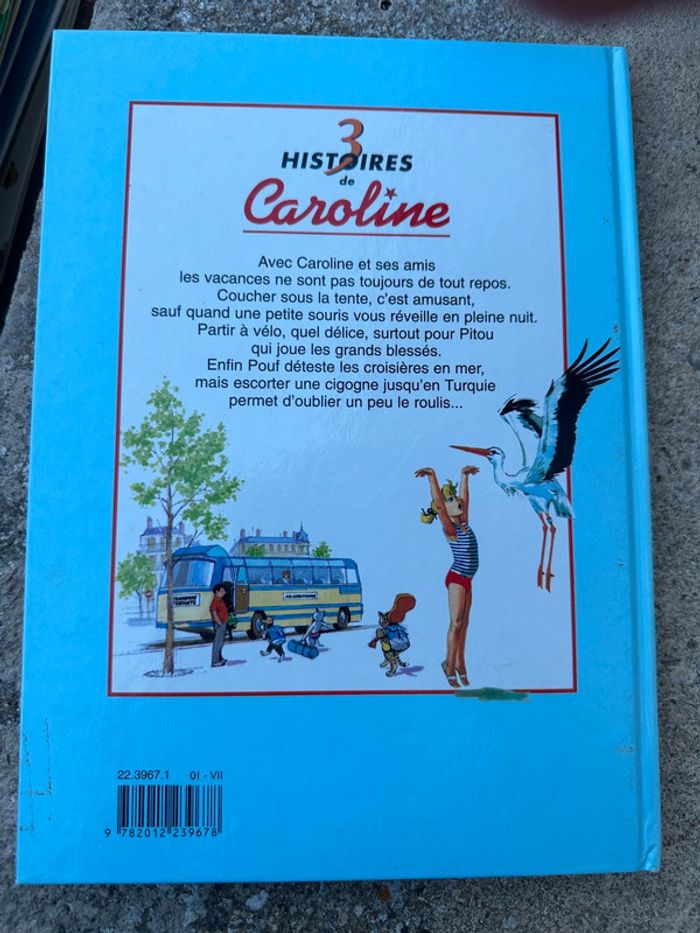 3
HISTOIRES
de
Caroline
Avec Caroline et ses amis
les vacances ne sont pas toujours de tout repos.
Coucher sous la tente, c'est amusant,
sauf quand une petite souris vous réveille en pleine nuit.
Partir à vélo, quel délice, surtout pour Pitou
qui joue les grands blessés.
Enfin Pouf déteste les croisières en mer,
mais escorter une cigogne jusqu'en Turquie
permet d'oublier un peu le roulis...
22.3967.1 01 - VII
9 782012 239678